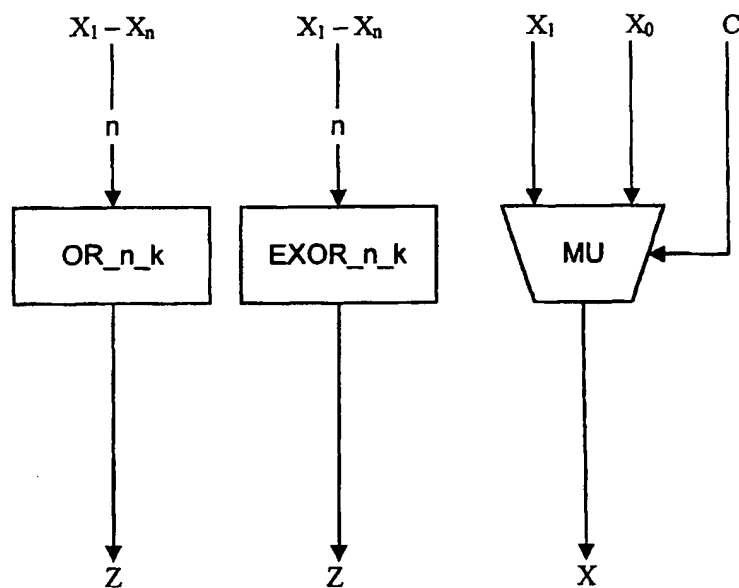 X₁ – Xₙ X₁ – Xₙ X₁ X₀ C
n n
OR_n_k EXOR_n_k MU
Z Z X